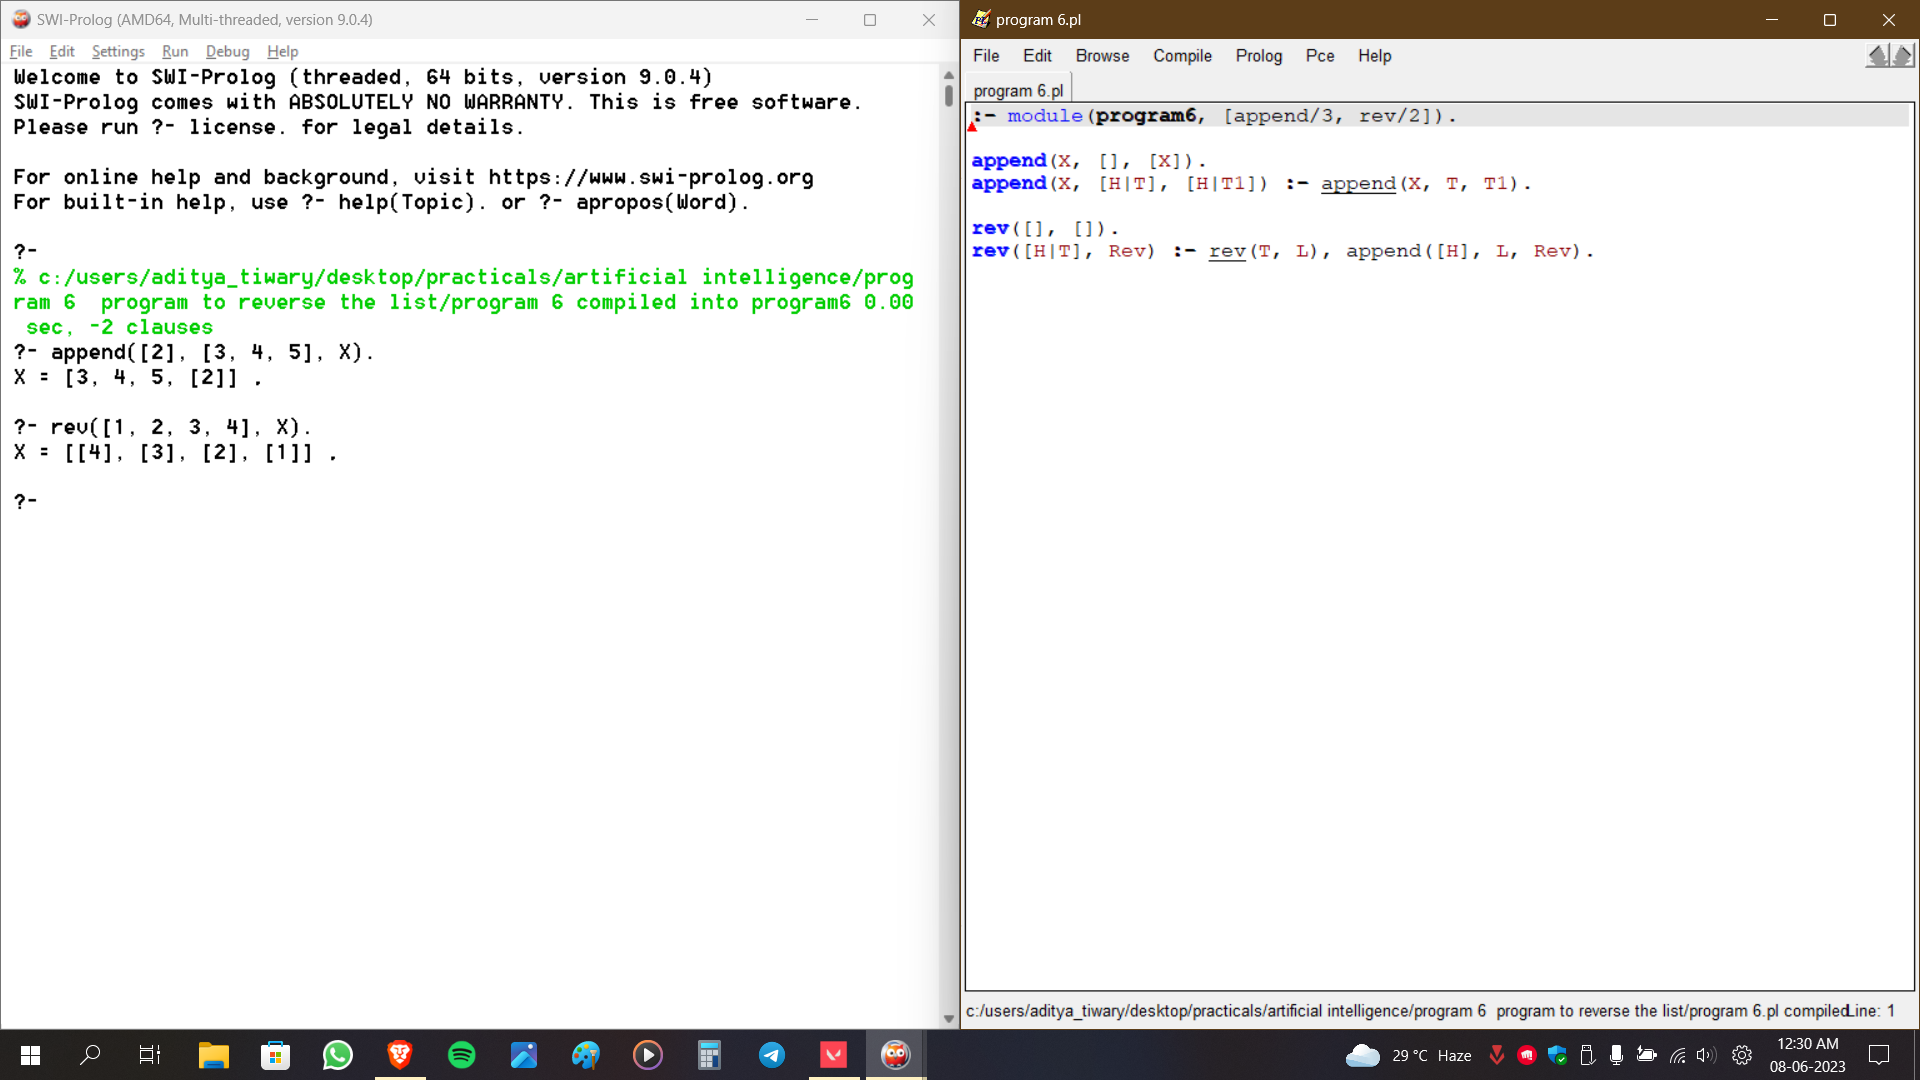 SWI-Prolog (AMD64, Multi-threaded, version 9.0.4)
File Edit Settings Run Debug Help
Welcome to SWI-Prolog (threaded, 64 bits, version 9.0.4)
SWI-Prolog comes with ABSOLUTELY NO WARRANTY. This is free software.
Please run ?- license. for legal details.
For online help and background, visit https://www.swi-prolog.org
For built-in help, use ?- help(Topic). or ?- apropos(Word).
?-
% c:/users/aditya_tiwary/desktop/practicals/artificial intelligence/prog
ram 6  program to reverse the list/program 6 compiled into program6 0.00
 sec, -2 clauses
?- append([2], [3, 4, 5], X).
X = [3, 4, 5, [2]] .
?- rev([1, 2, 3, 4], X).
X = [[4], [3], [2], [1]] .
?-
program 6.pl
File Edit Browse Compile Prolog Pce Help
program 6.pl
:- module(program6, [append/3, rev/2]).
append(X, [], [X]).
append(X, [H|T], [H|T1]) :- append(X, T, T1).
rev([], []).
rev([H|T], Rev) :- rev(T, L), append([H], L, Rev).
c:/users/aditya_tiwary/desktop/practicals/artificial intelligence/program 6  program to reverse the list/program 6.pl compiled Line: 1
29 °C Haze
12:30 AM
08-06-2023